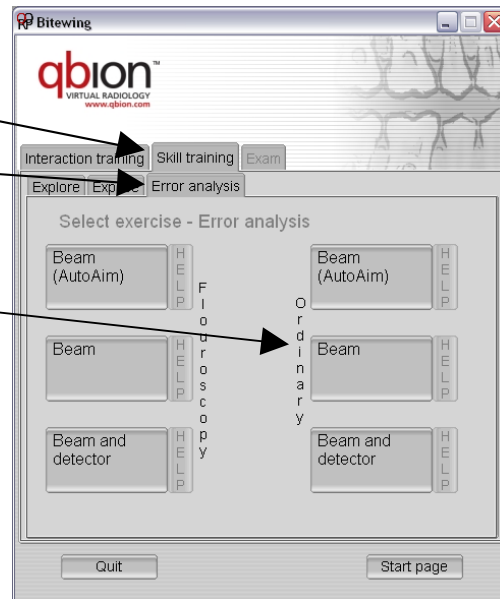 Bitewing
qbion™
VIRTUAL RADIOLOGY
www.qbion.com
Interaction training Skill training Exam
Explore Error analysis
Select exercise - Error analysis
Beam
(AutoAim)
HELP
Beam
HELP
Beam and
detector
HELP
Flouroscopy
Ordinary
Beam
(AutoAim)
HELP
Beam
HELP
Beam and
detector
HELP
Quit
Start page